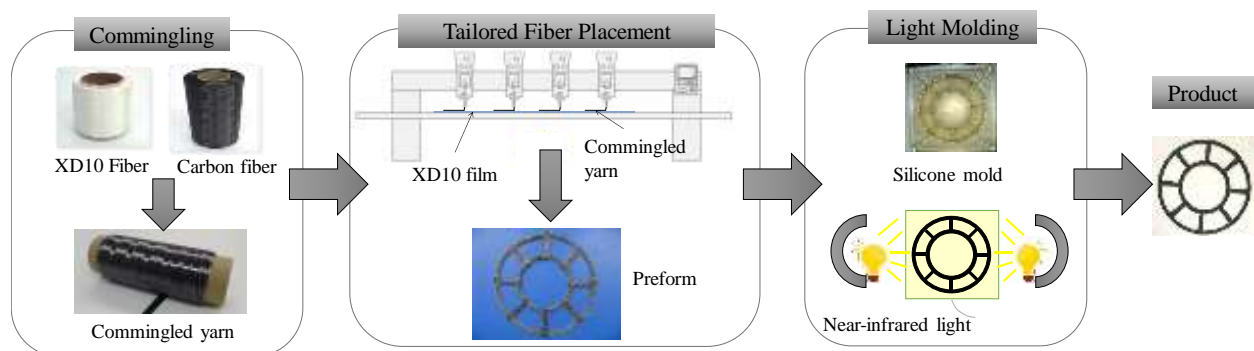 Commingling
XD10 Fiber
Carbon fiber
Commingled yarn
Tailored Fiber Placement
XD10 film
Commingled
yarn
Preform
Light Molding
Silicone mold
Near-infrared light
Product